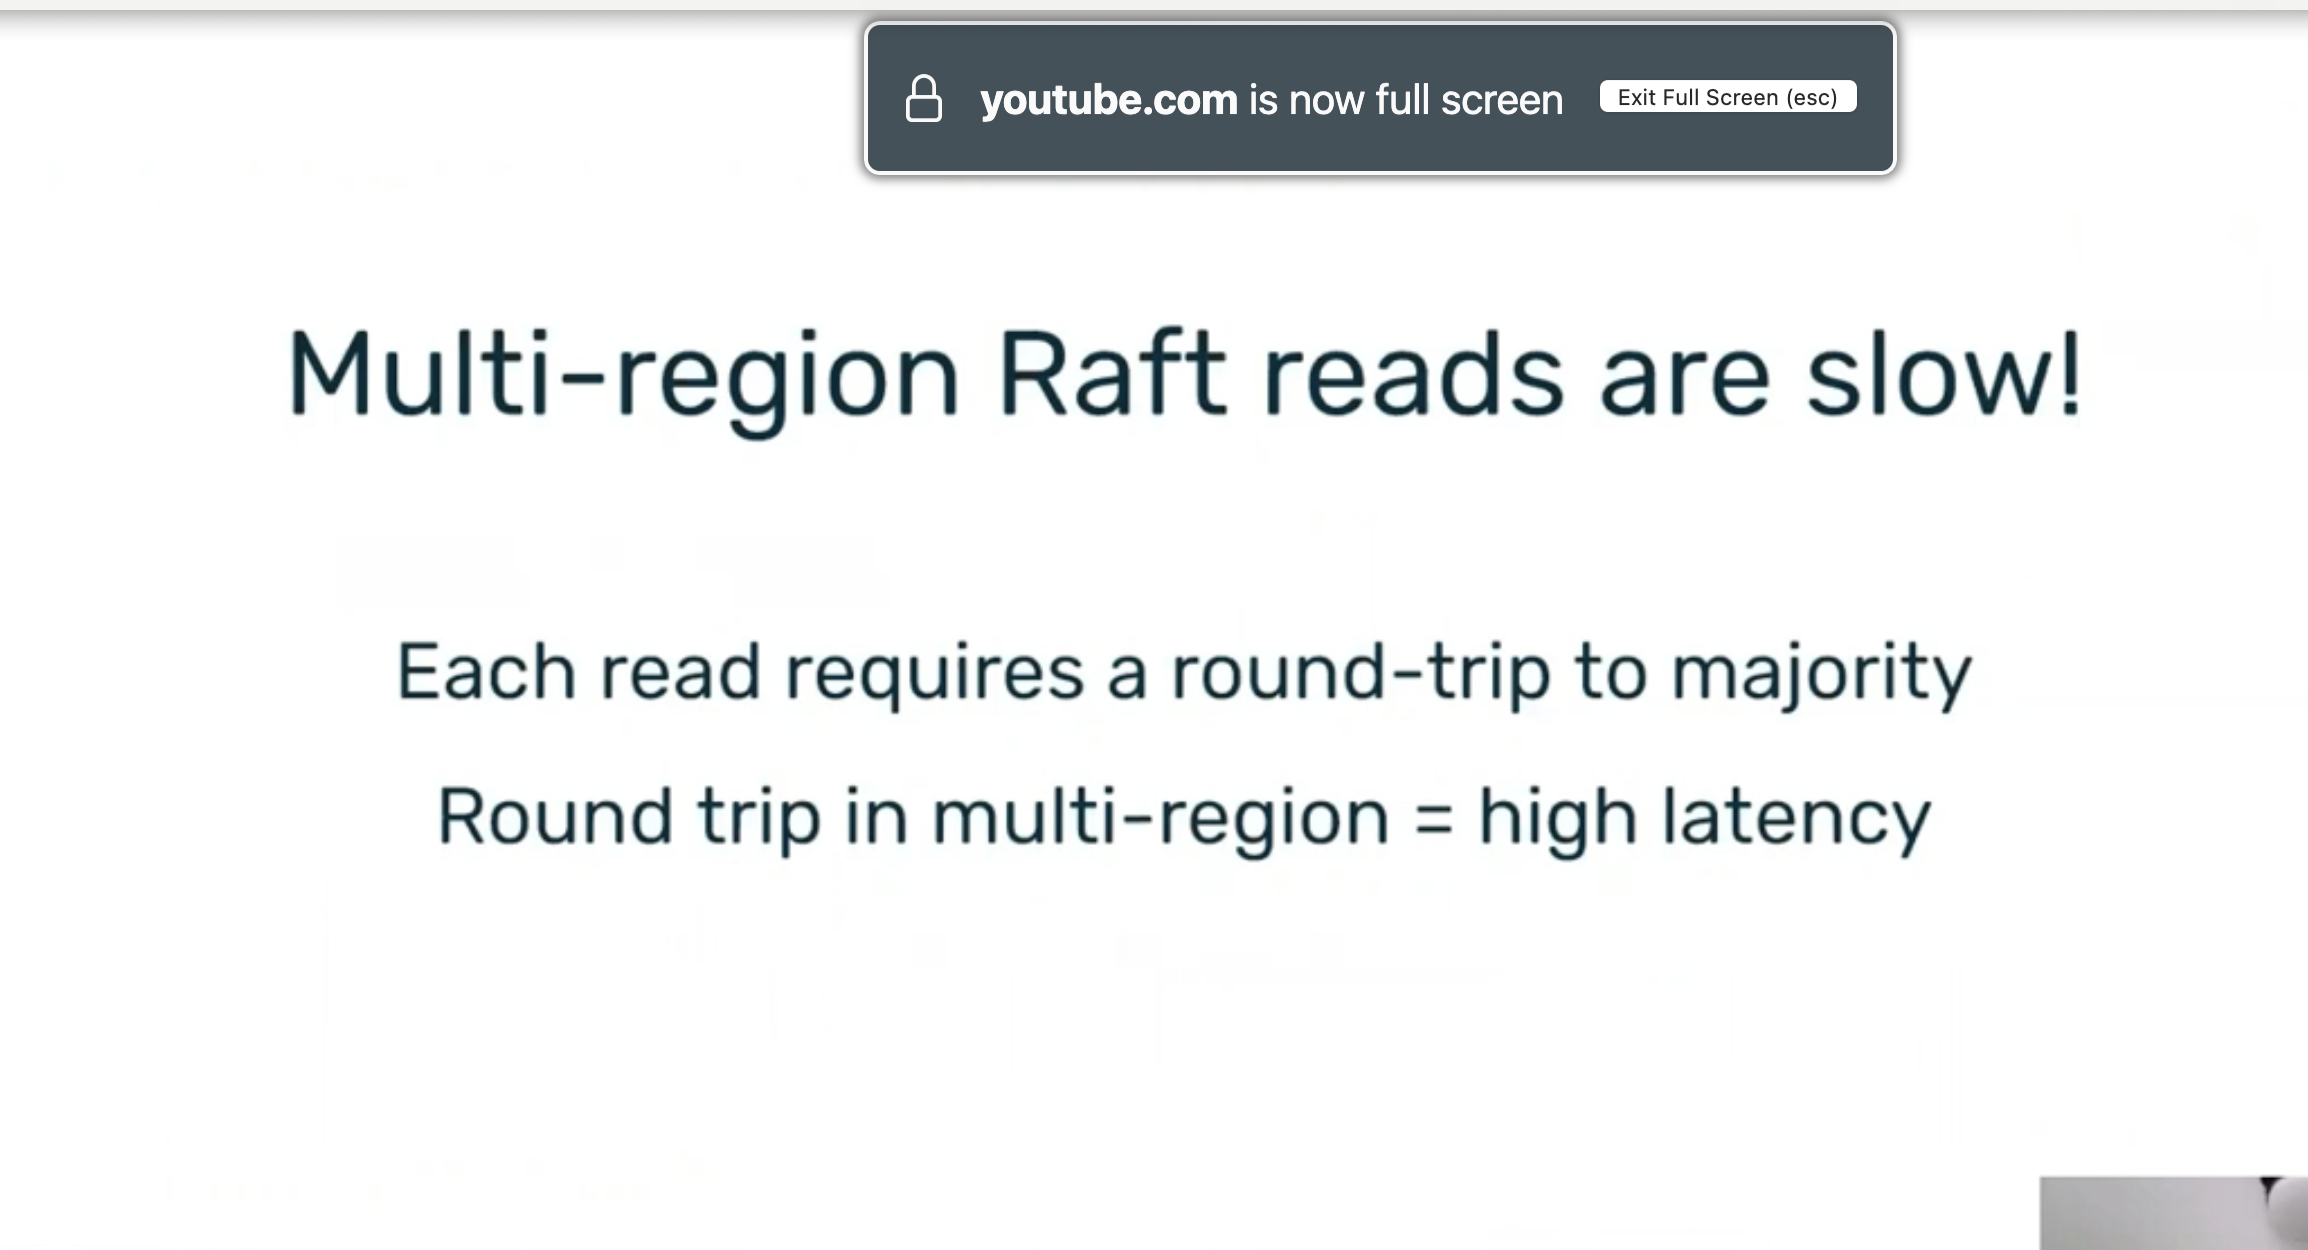 youtube.com is now full screen Exit Full Screen (esc)
Multi-region Raft reads are slow!
Each read requires a round-trip to majority
Round trip in multi-region = high latency